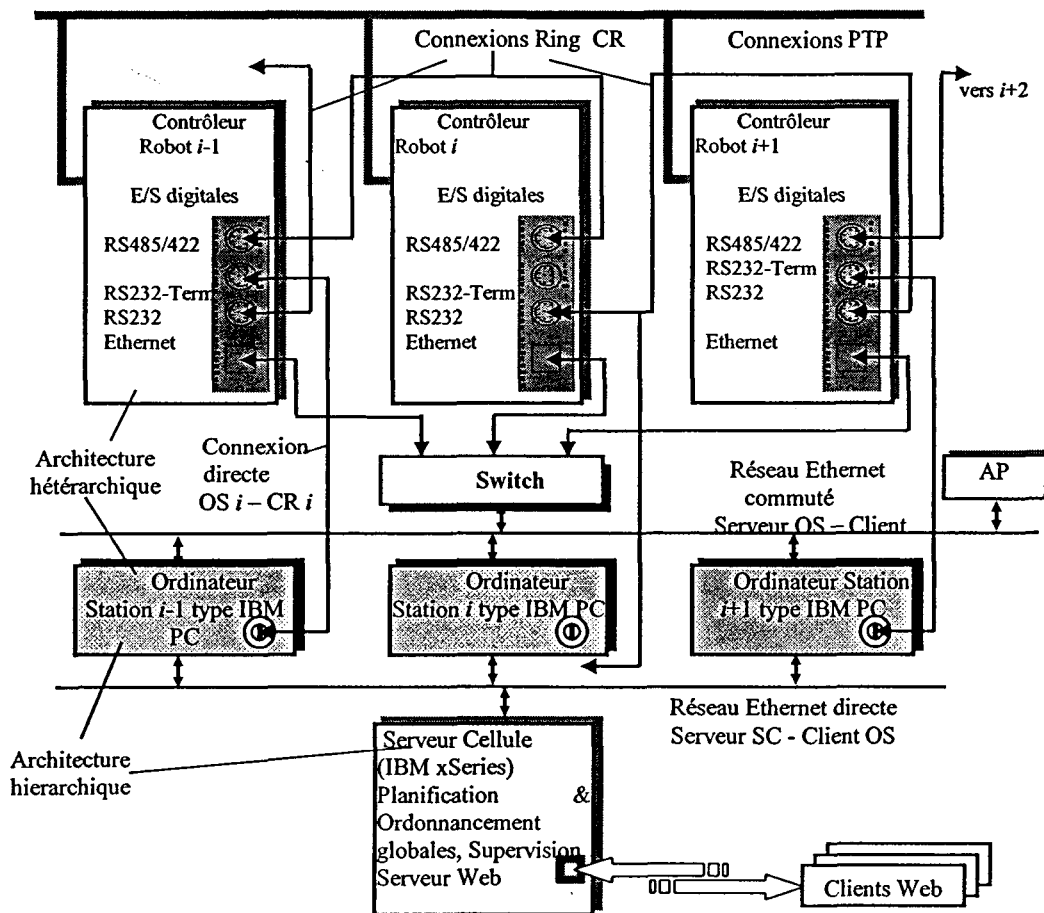 Connexions Ring CR
Connexions PTP
vers i+2
Contrôleur
Robot i-1
E/S digitales
RS485/422
RS232-Term
RS232
Ethernet
Contrôleur
Robot i
E/S digitales
RS485/422
RS232-Term
RS232
Ethernet
Contrôleur
Robot i+1
E/S digitales
RS485/422
RS232-Term
RS232
Ethernet
Architecture
hétérarchique
Connexion
directe
OS i – CR i
Switch
Réseau Ethernet
commuté
Serveur OS – Client
AP
Ordinateur
Station i-1 type IBM
PC
Ordinateur
Station i type IBM PC
Ordinateur Station
i+1 type IBM PC
Réseau Ethernet directe
Serveur SC - Client OS
Architecture
hierarchique
Serveur Cellule
(IBM xSeries)
Planification &
Ordonnancement
globales, Supervision
Serveur Web
Clients Web